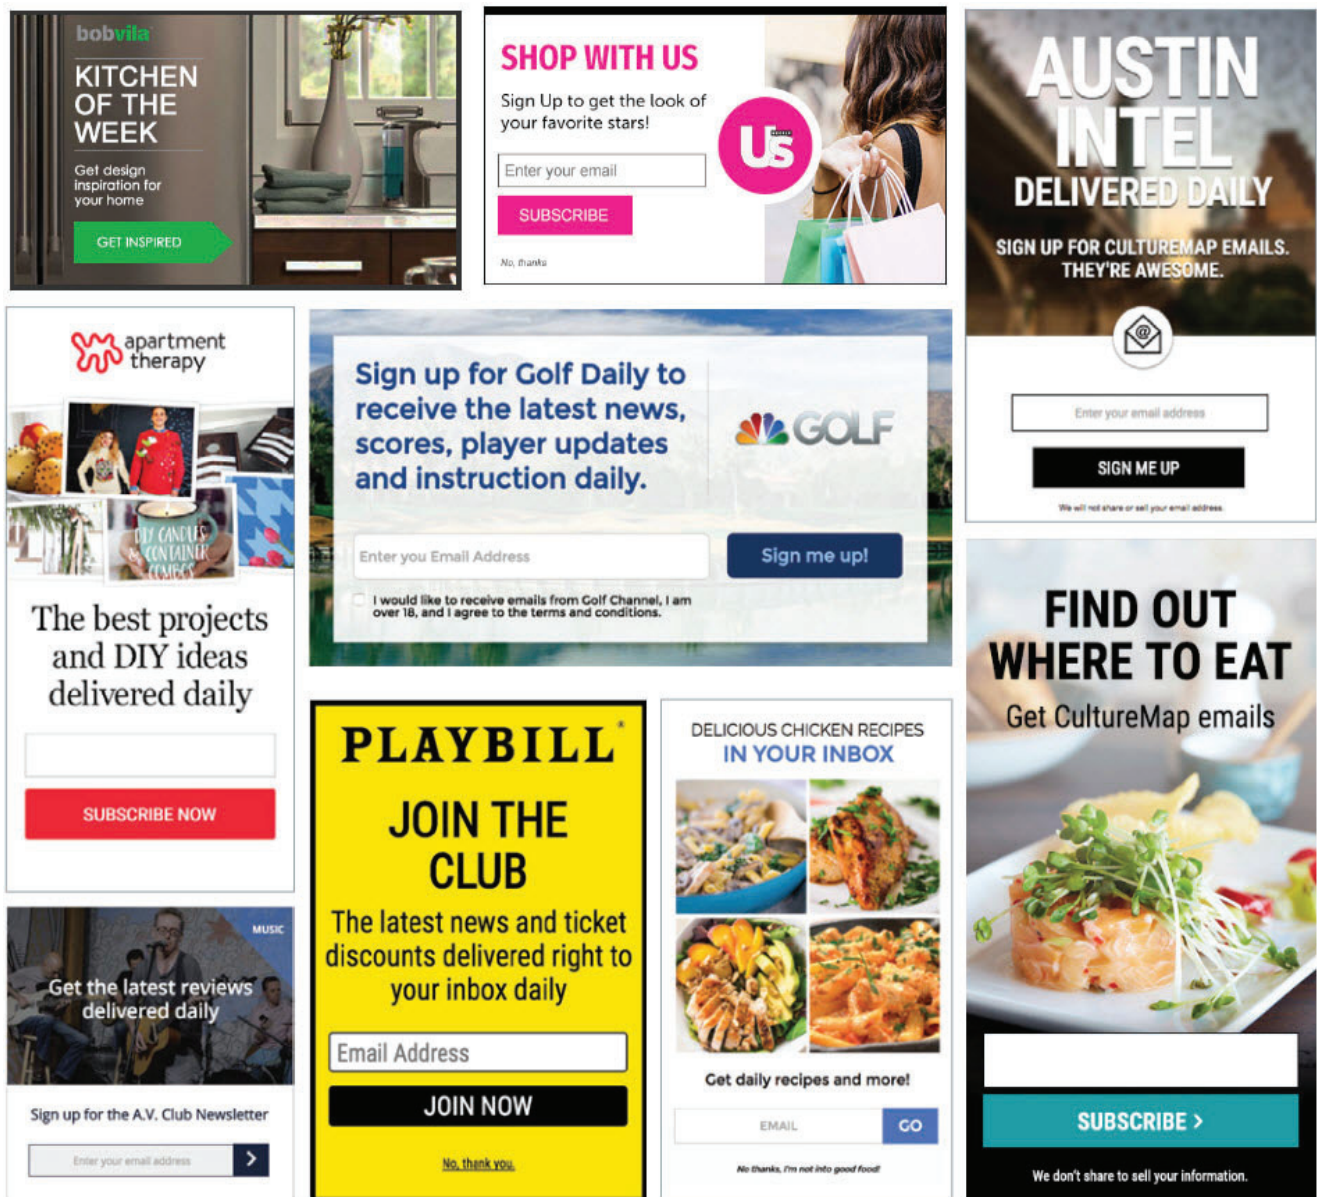 bobvila
KITCHEN
OF THE
WEEK
Get design
inspiration for
your home
GET INSPIRED
SHOP WITH US
Sign Up to get the look of
your favorite stars!
Enter your email
SUBSCRIBE
No, thanks
Us
AUSTIN
INTEL
DELIVERED DAILY
SIGN UP FOR CULTUREMAP EMAILS.
THEY'RE AWESOME.
@
Enter your email address
SIGN ME UP
We will not share or sell your email address.
apartment
therapy
DIY CANDLES
& CONTAINER
COMBOS
The best projects
and DIY ideas
delivered daily
SUBSCRIBE NOW
Sign up for Golf Daily to
receive the latest news,
scores, player updates
and instruction daily.
GOLF
Enter you Email Address
Sign me up!
I would like to receive emails from Golf Channel, I am
over 18, and I agree to the terms and conditions.
FIND OUT
WHERE TO EAT
Get CultureMap emails
SUBSCRIBE >
We don't share to sell your information.
PLAYBILL®
JOIN THE
CLUB
The latest news and ticket
discounts delivered right to
your inbox daily
Email Address
JOIN NOW
No, thank you.
DELICIOUS CHICKEN RECIPES
IN YOUR INBOX
Get daily recipes and more!
EMAIL
GO
No thanks, I'm not into good food!
MUSIC
Get the latest reviews
delivered daily
Sign up for the A.V. Club Newsletter
Enter your email address
>